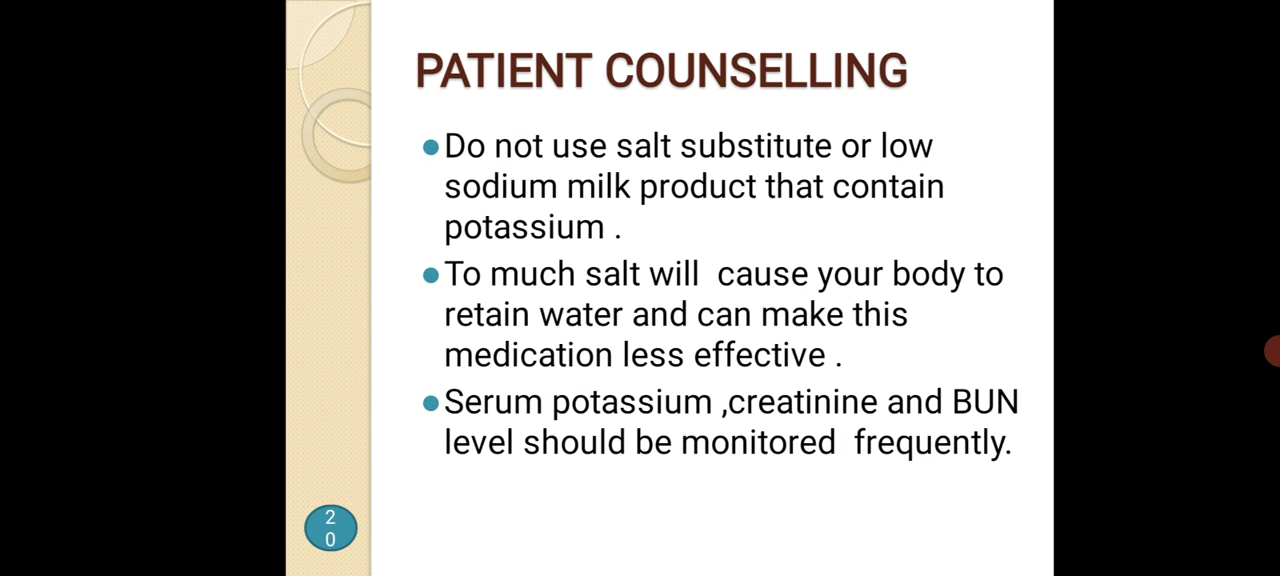 PATIENT COUNSELLING
Do not use salt substitute or low
sodium milk product that contain
potassium .
To much salt will  cause your body to
retain water and can make this
medication less effective .
Serum potassium ,creatinine and BUN
level should be monitored  frequently.
2
0